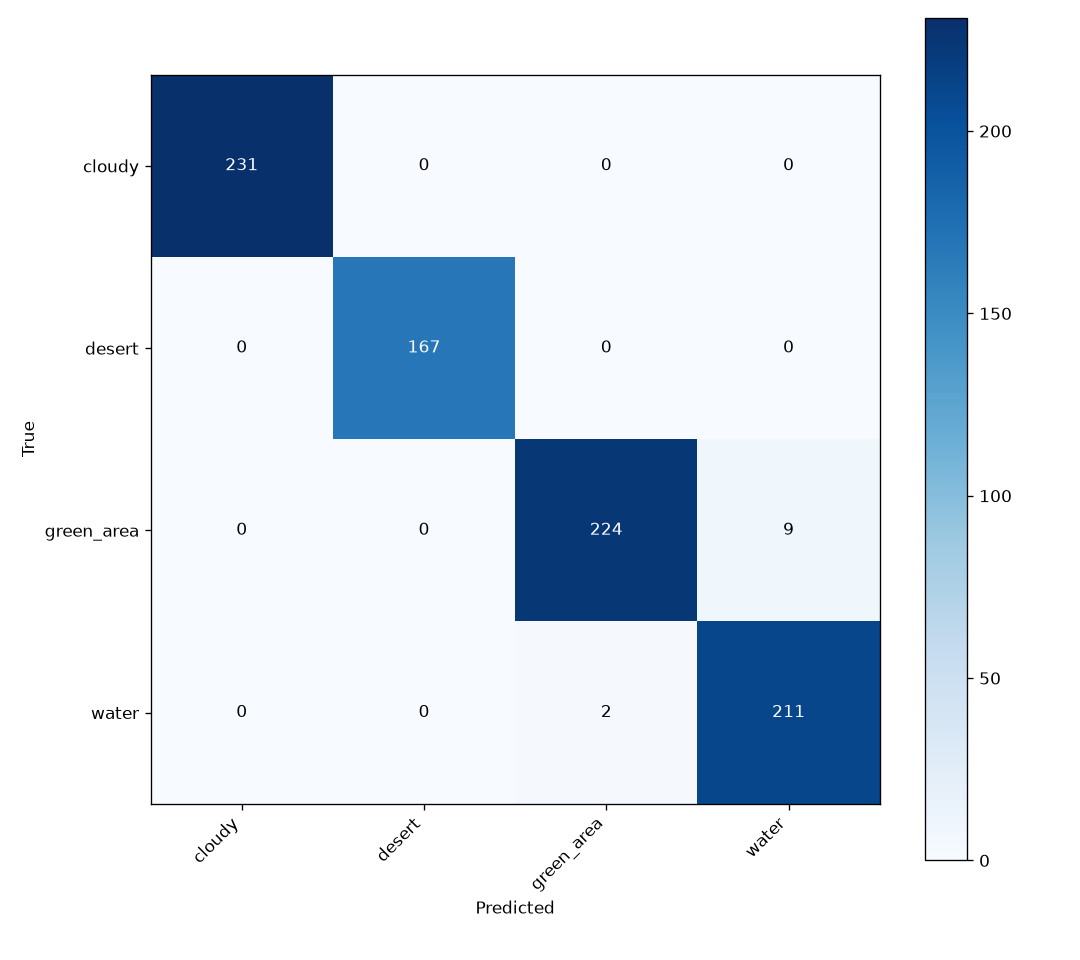 cloudy 231 0 0 0
desert 0 167 0 0
green_area 0 0 224 9
water 0 0 2 211
cloudy desert green_area water
Predicted
True
200
150
100
50
0